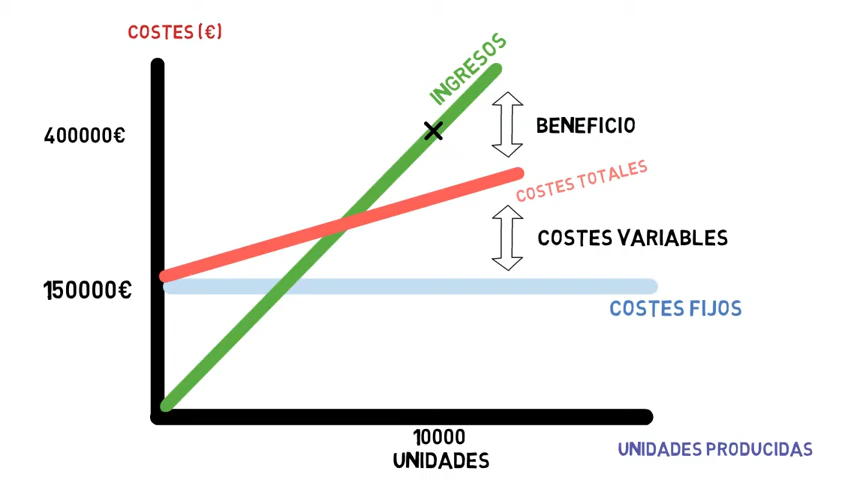 COSTES (€)
INGRESOS
400000€
BENEFICIO
COSTES TOTALES
COSTES VARIABLES
150000€
COSTES FIJOS
10000
UNIDADES
UNIDADES PRODUCIDAS